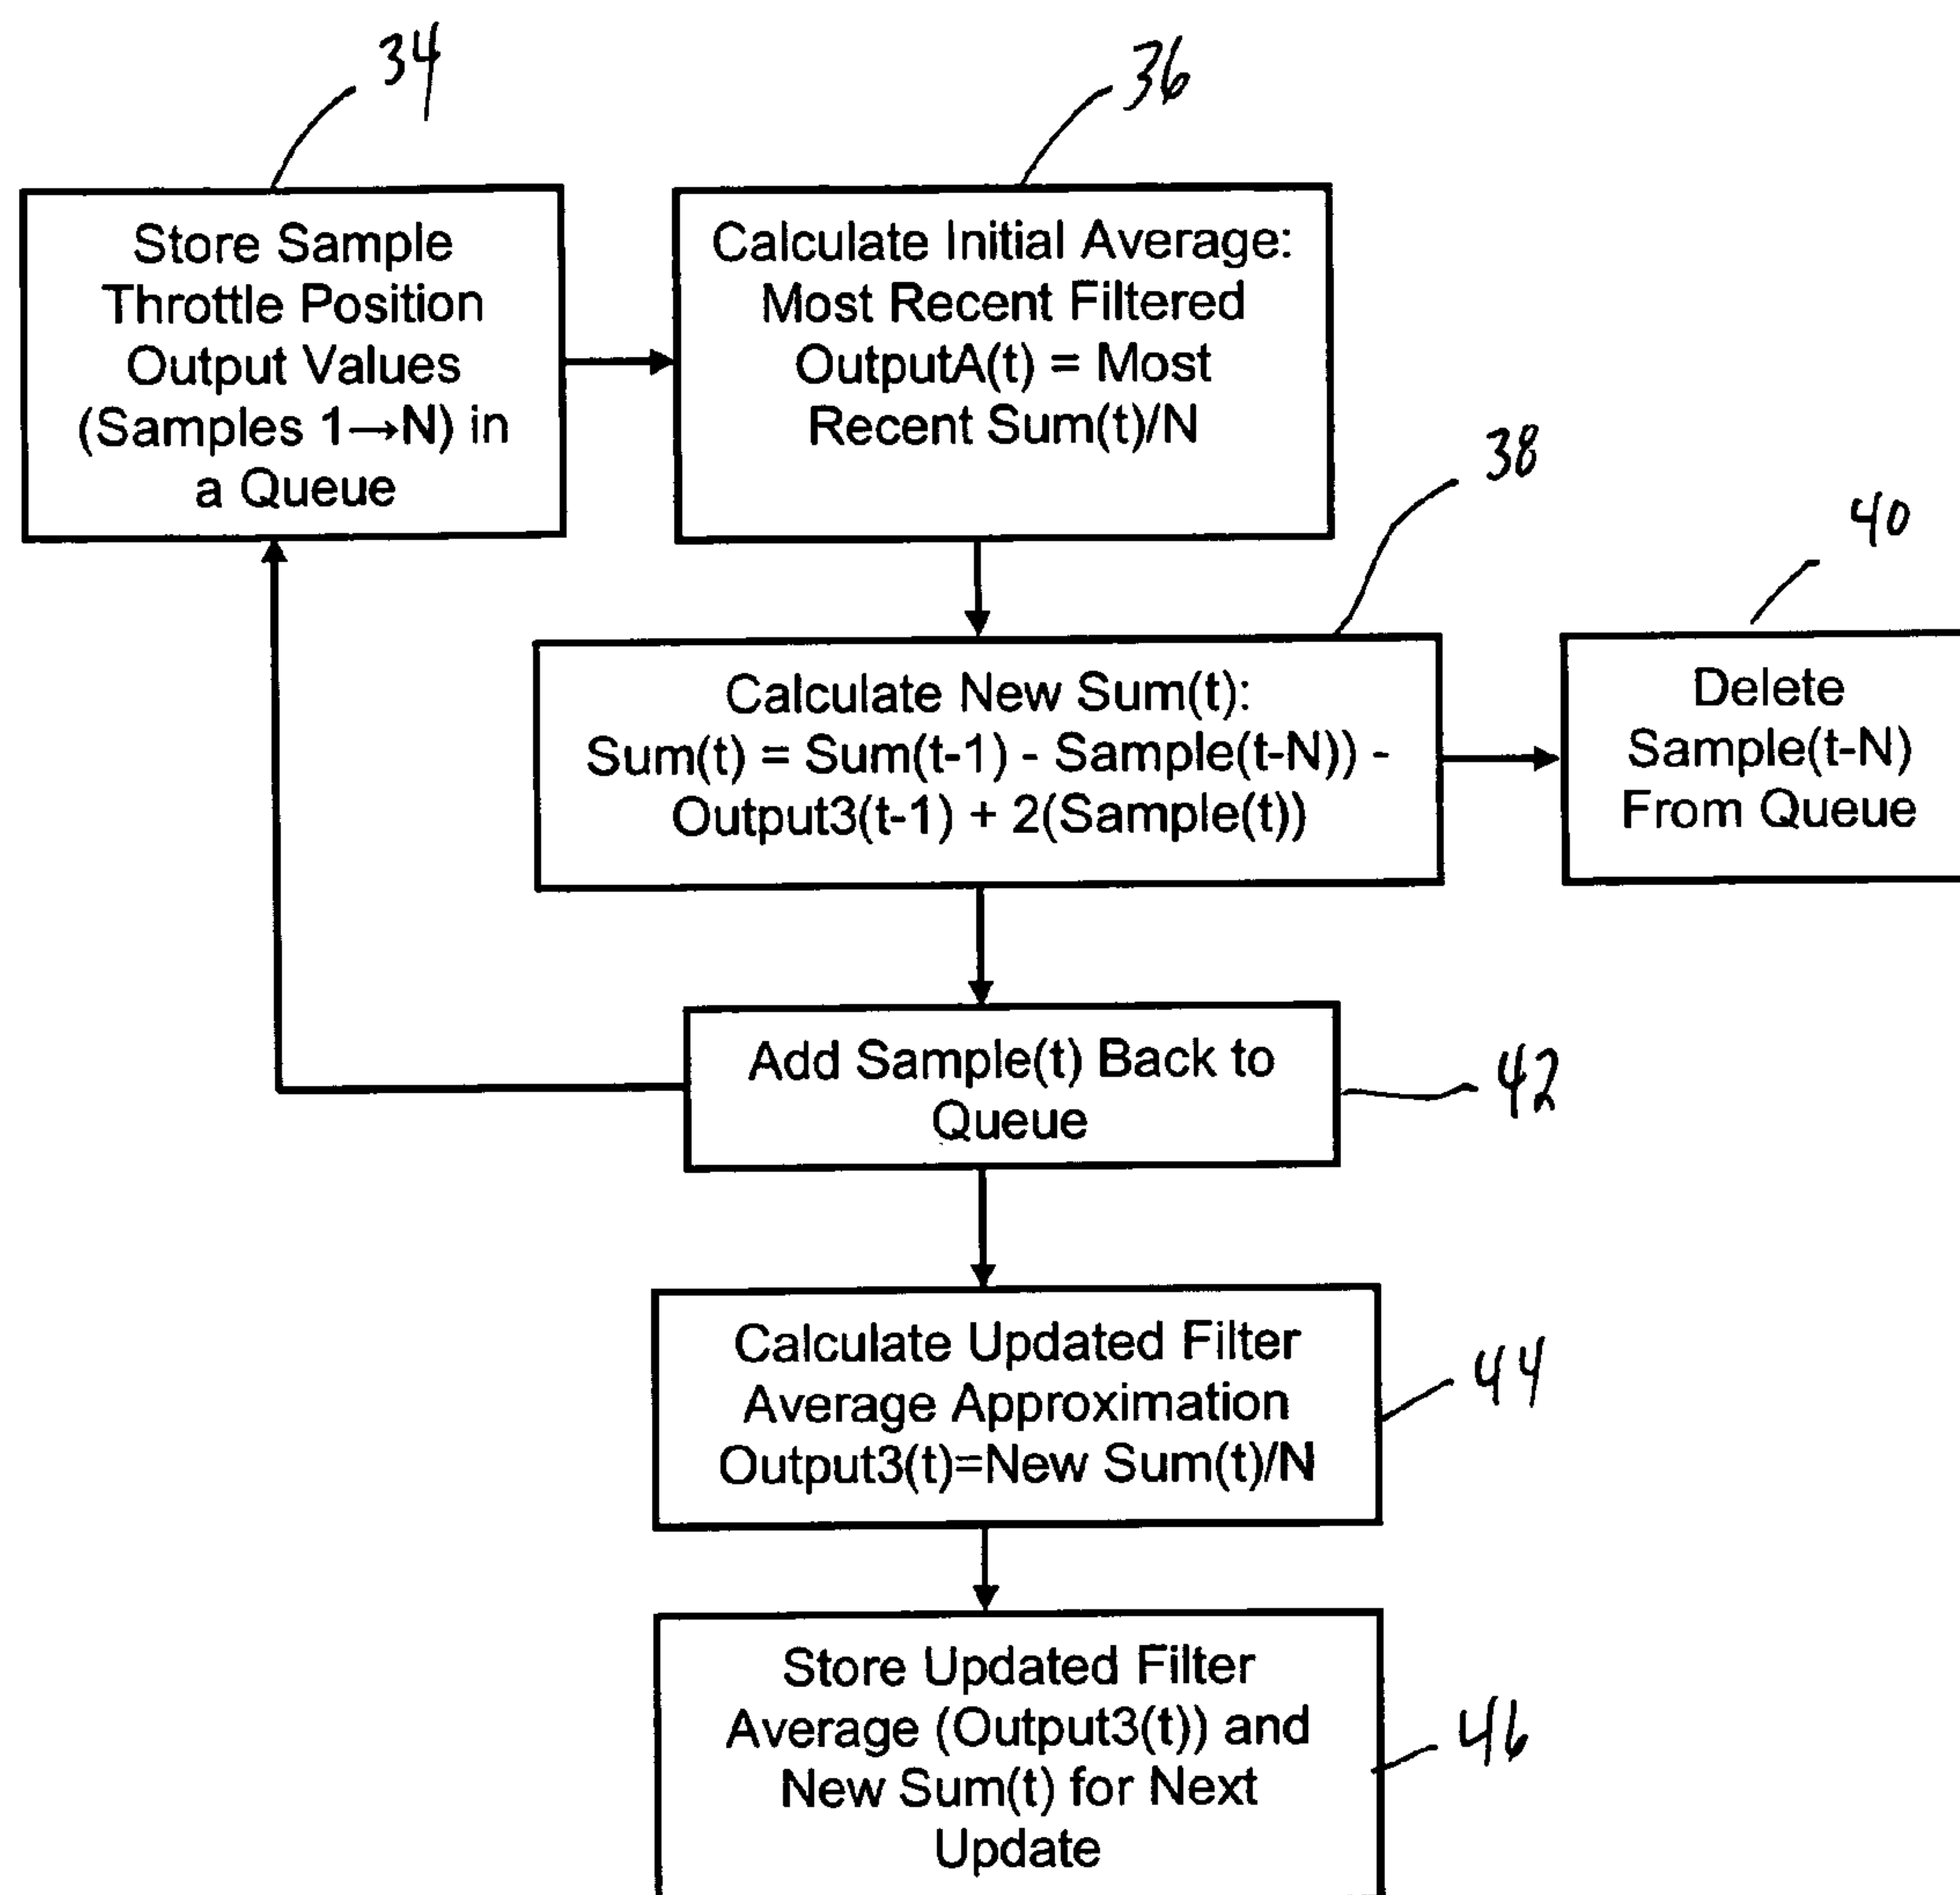 34
36
Store Sample
Throttle Position
Output Values
(Samples 1→N) in
a Queue
Calculate Initial Average:
Most Recent Filtered
OutputA(t) = Most
Recent Sum(t)/N
38
40
Calculate New Sum(t):
Sum(t) = Sum(t-1) - Sample(t-N)) -
Output3(t-1) + 2(Sample(t))
Delete
Sample(t-N)
From Queue
Add Sample(t) Back to
Queue
42
Calculate Updated Filter
Average Approximation
Output3(t)=New Sum(t)/N
44
Store Updated Filter
Average (Output3(t)) and
New Sum(t) for Next
Update
46